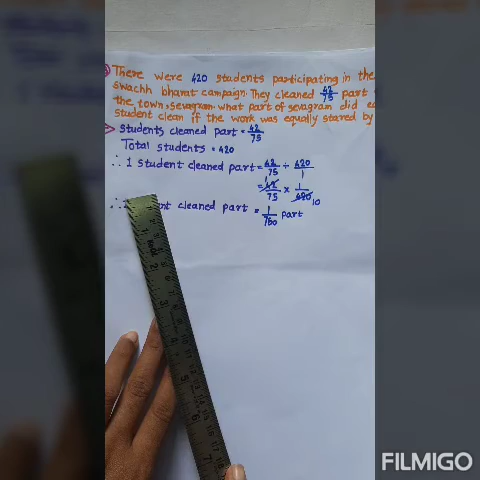 There were 420 students participating in the
swachh bharat campaign. They cleaned 42/75 part
the town, sevagram. what part of sevagram did
student clean if the work was equally stared by
students cleaned part = 42/75
Total students = 420
∴ 1 student cleaned part = 42/75 ÷ 420/1
= 42/75 × 1/420 10
∴ cleaned part = 1/750 part
FILMIGO